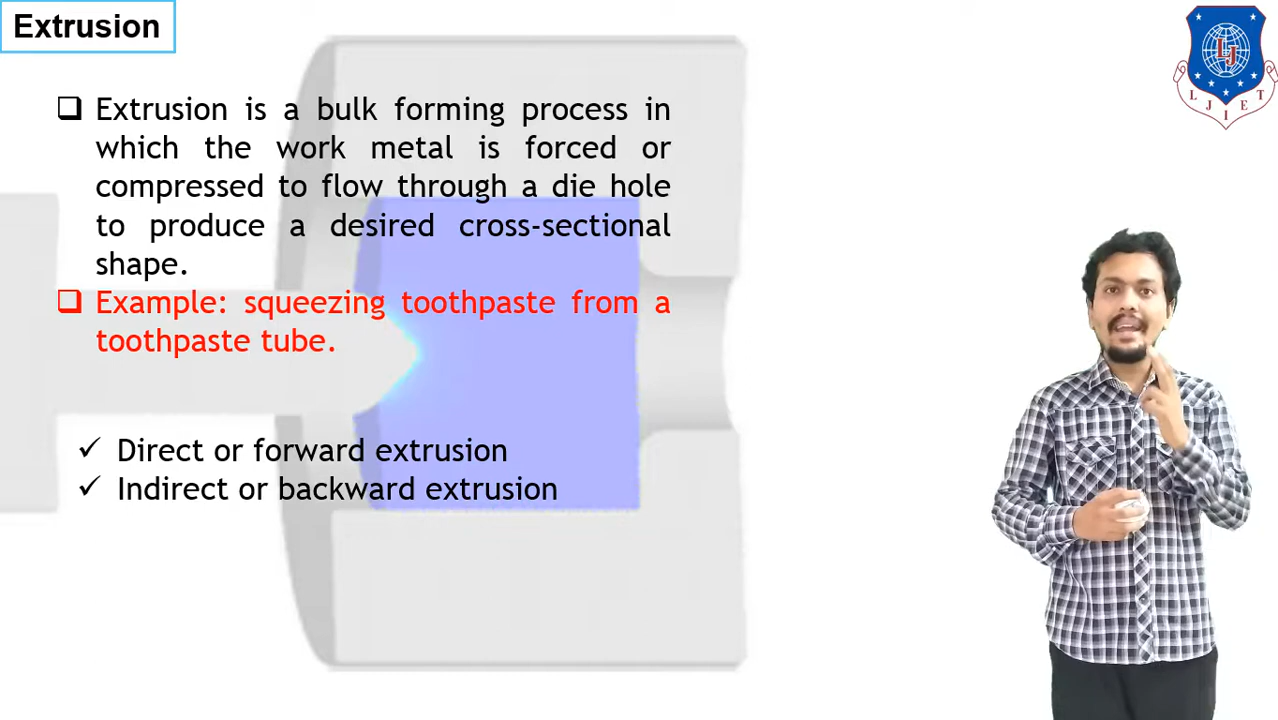 Extrusion
Extrusion is a bulk forming process in
which the work metal is forced or
compressed to flow through a die hole
to produce a desired cross-sectional
shape.
Example: squeezing toothpaste from a
toothpaste tube.
✓ Direct or forward extrusion
✓ Indirect or backward extrusion
LJ
LJIET